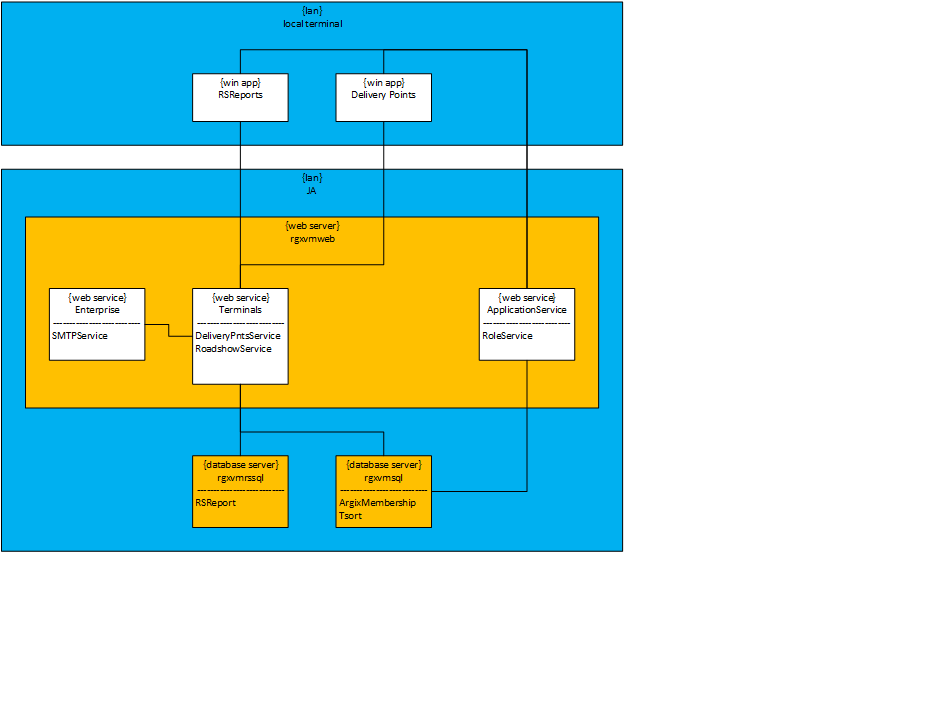 {lan}
local terminal
{win app}
RSReports
{win app}
Delivery Points
{lan}
JA
{web server}
rgxvmweb
{web service}
Enterprise
SMTPService
{web service}
Terminals
DeliveryPntsService
RoadshowService
{web service}
ApplicationService
RoleService
{database server}
rgxvmrssql
RSReport
{database server}
rgxvmsql
ArgixMembership
Tsort